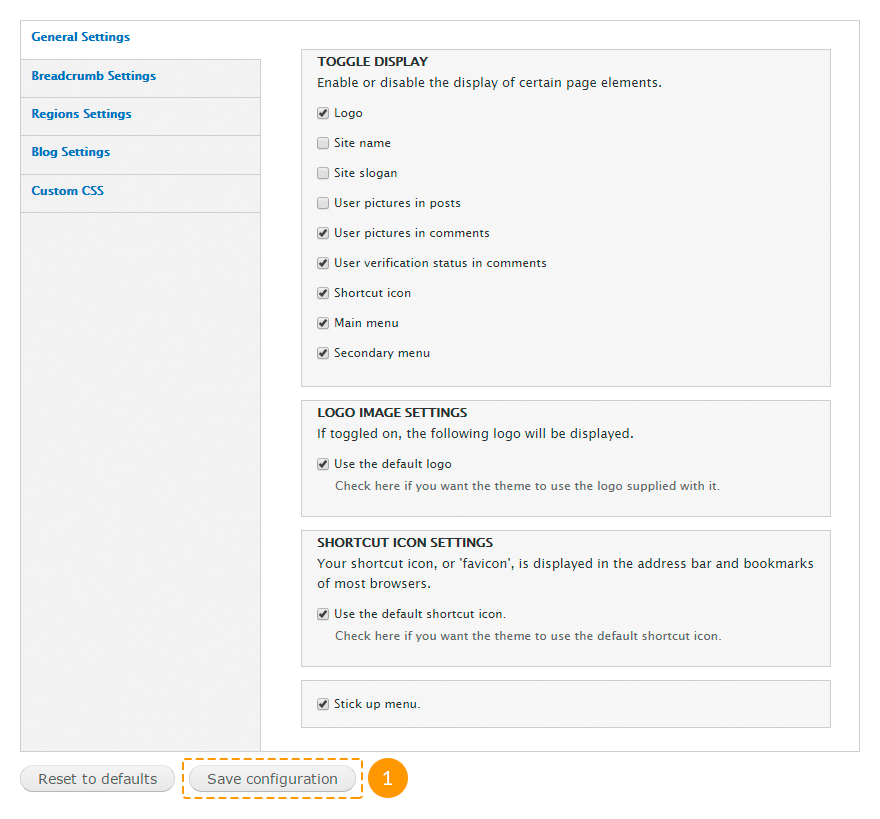 General Settings
Breadcrumb Settings
Regions Settings
Blog Settings
Custom CSS
TOGGLE DISPLAY
Enable or disable the display of certain page elements.
Logo
Site name
Site slogan
User pictures in posts
User pictures in comments
User verification status in comments
Shortcut icon
Main menu
Secondary menu
LOGO IMAGE SETTINGS
If toggled on, the following logo will be displayed.
Use the default logo
Check here if you want the theme to use the logo supplied with it.
SHORTCUT ICON SETTINGS
Your shortcut icon, or 'favicon', is displayed in the address bar and bookmarks
of most browsers.
Use the default shortcut icon.
Check here if you want the theme to use the default shortcut icon.
Stick up menu.
Reset to defaults
Save configuration
1